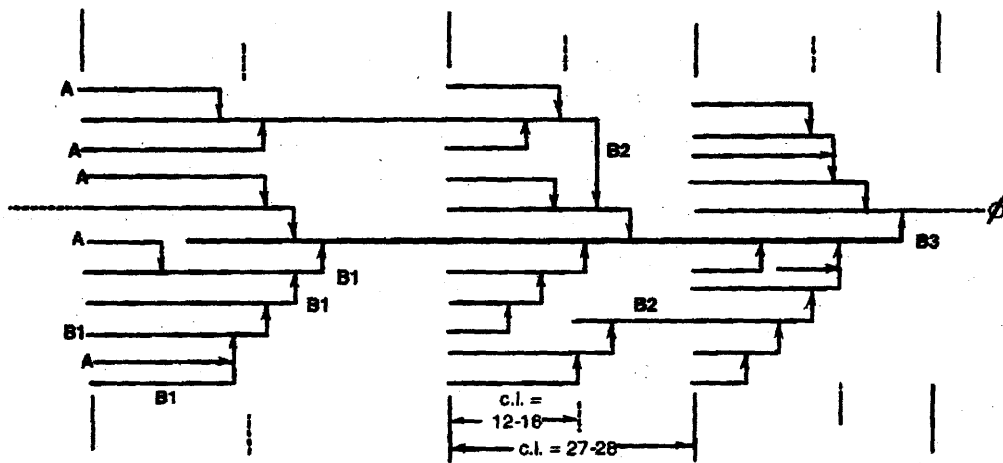 A
A
B2
A
ø
A
B3
B1
B1
B2
B1
A
B1
c.l. =
12-16
c.l. = 27-28